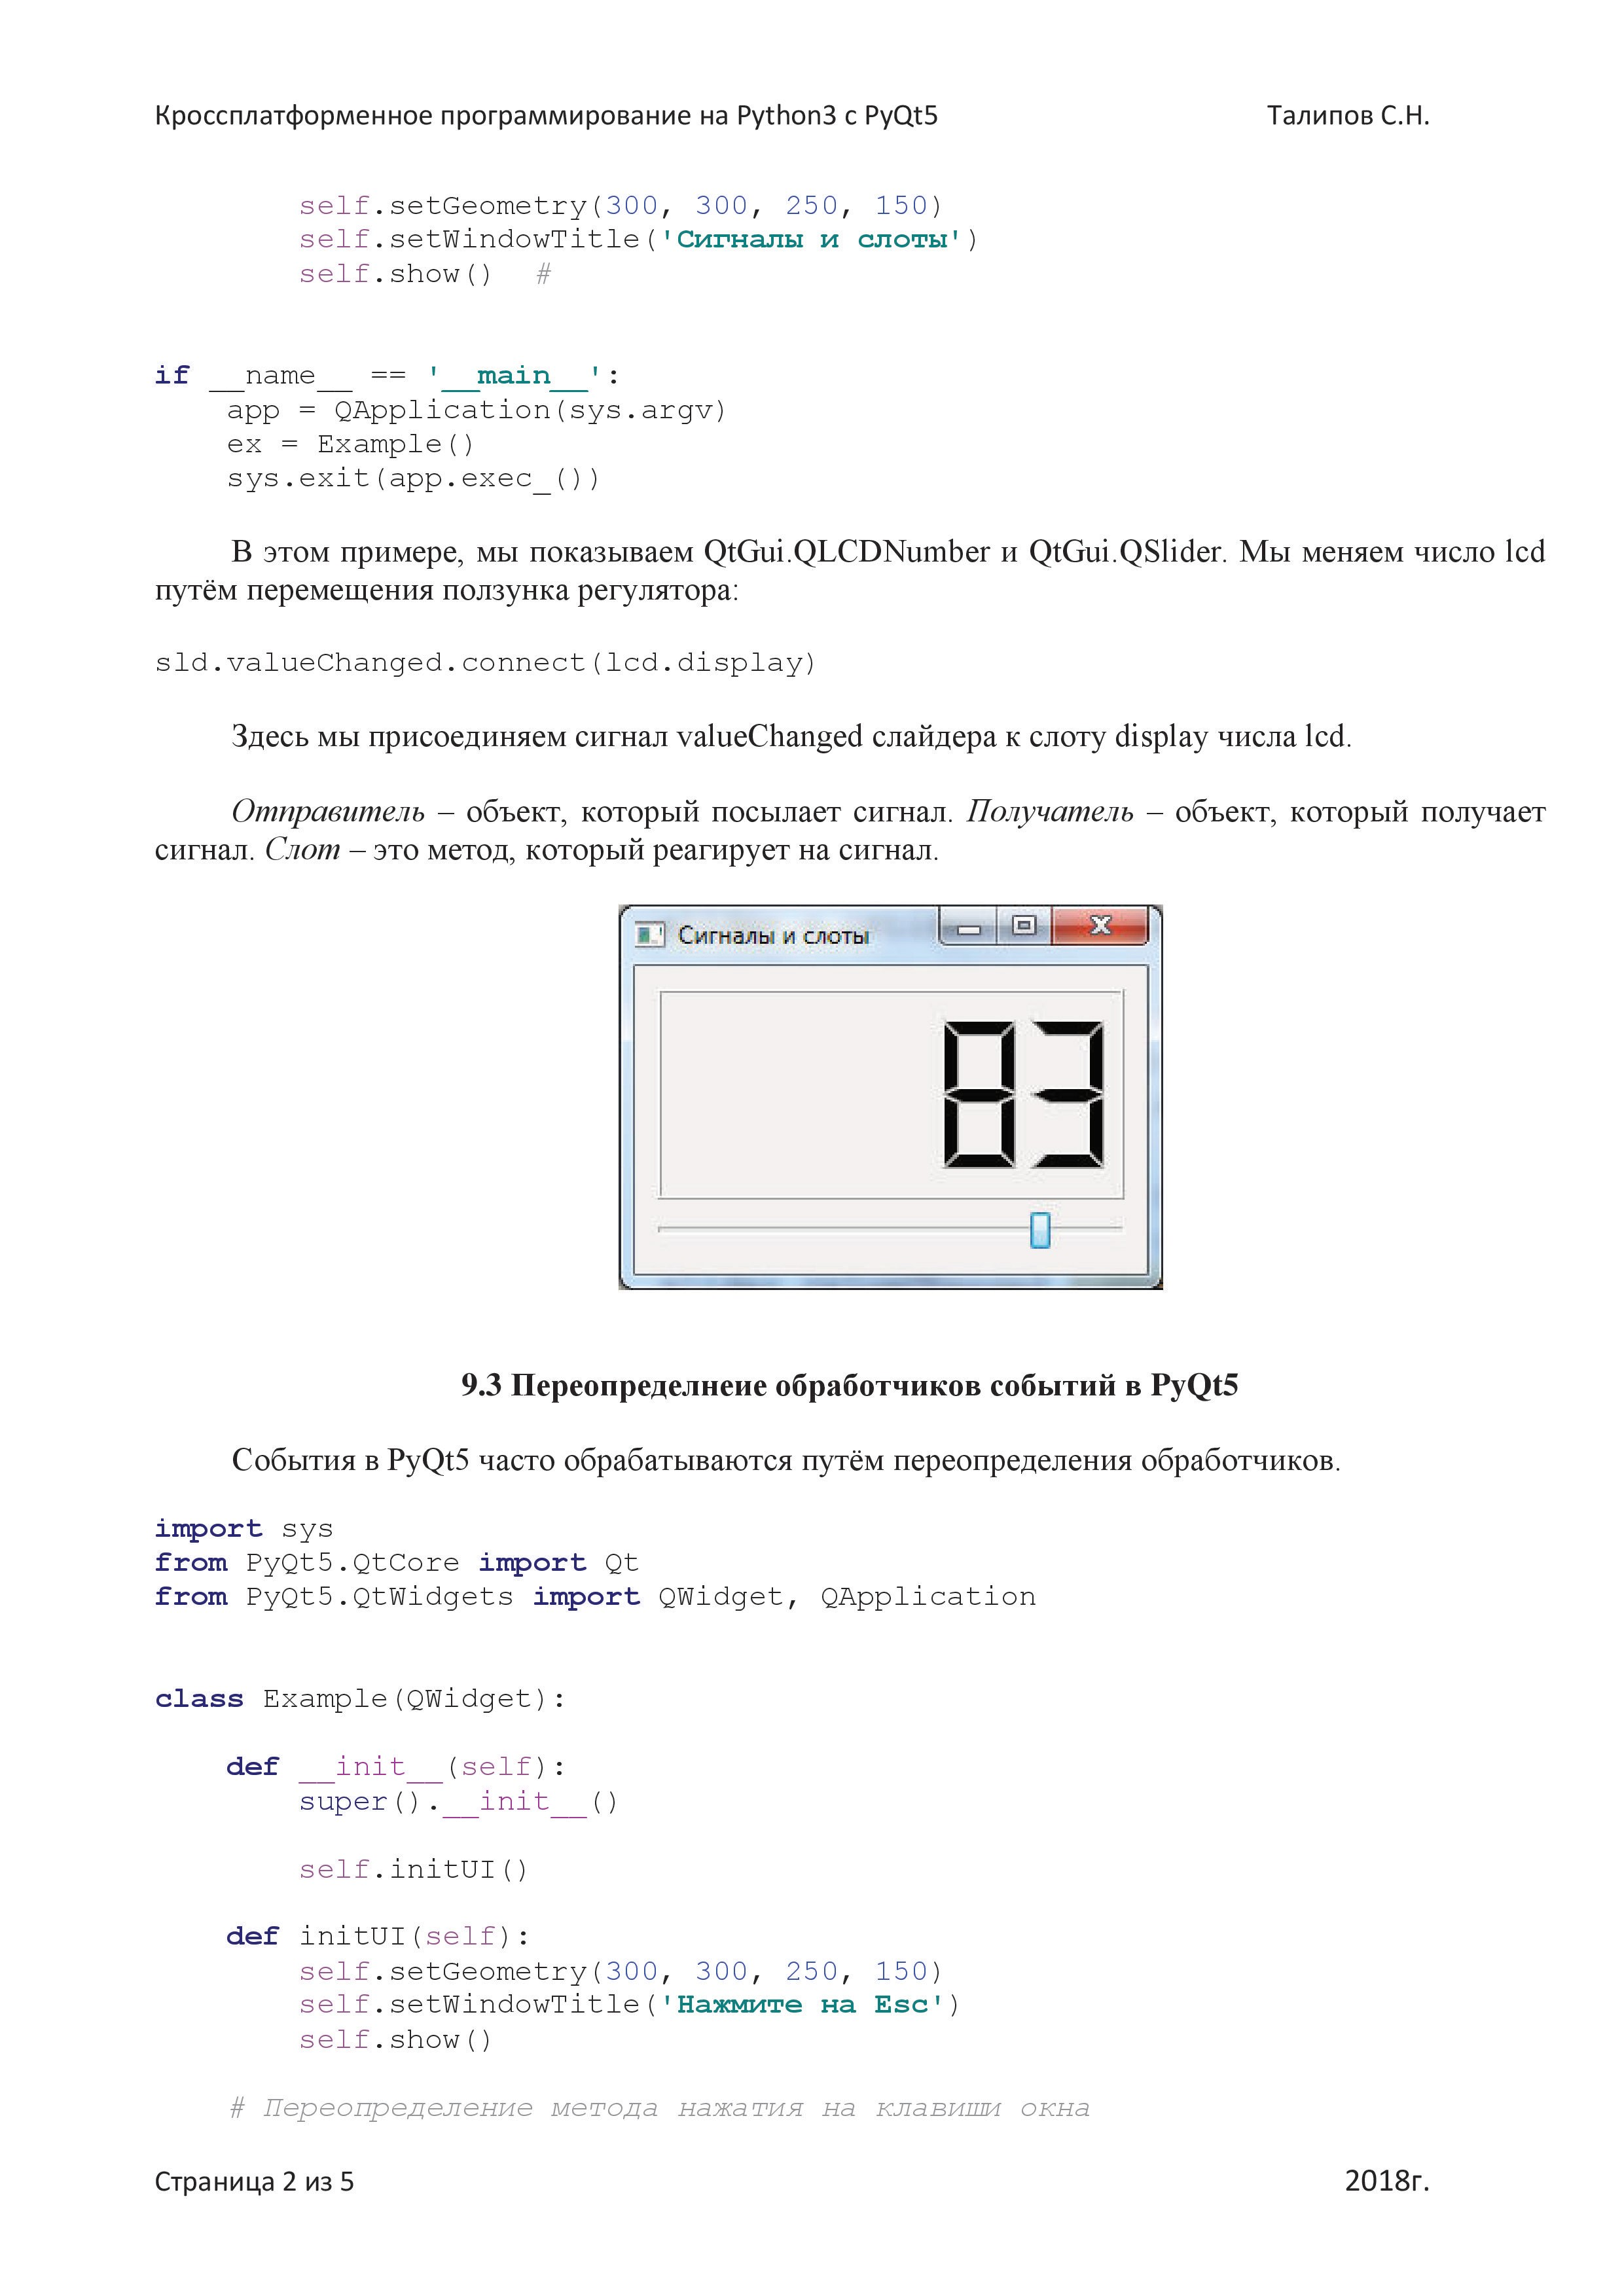 Кроссплатформенное программирование на Python3 с PyQt5 Талипов С.Н.
self.setGeometry(300, 300, 250, 150)
self.setWindowTitle('Сигналы и слоты')
self.show()  #
if __name__ == '__main__':
app = QApplication(sys.argv)
ex = Example()
sys.exit(app.exec_())
В этом примере, мы показываем QtGui.QLCDNumber и QtGui.QSlider. Мы меняем число lcd
путём перемещения ползунка регулятора:
sld.valueChanged.connect(lcd.display)
Здесь мы присоединяем сигнал valueChanged слайдера к слоту display числа lcd.
Отправитель – объект, который посылает сигнал. Получатель – объект, который получает
сигнал. Слот – это метод, который реагирует на сигнал.
Сигналы и слоты
83
9.3 Переопределнеие обработчиков событий в PyQt5
События в PyQt5 часто обрабатываются путём переопределения обработчиков.
import sys
from PyQt5.QtCore import Qt
from PyQt5.QtWidgets import QWidget, QApplication
class Example(QWidget):
def __init__(self):
super().__init__()
self.initUI()
def initUI(self):
self.setGeometry(300, 300, 250, 150)
self.setWindowTitle('Нажмите на Esc')
self.show()
# Переопределение метода нажатия на клавиши окна
Страница 2 из 5 2018г.